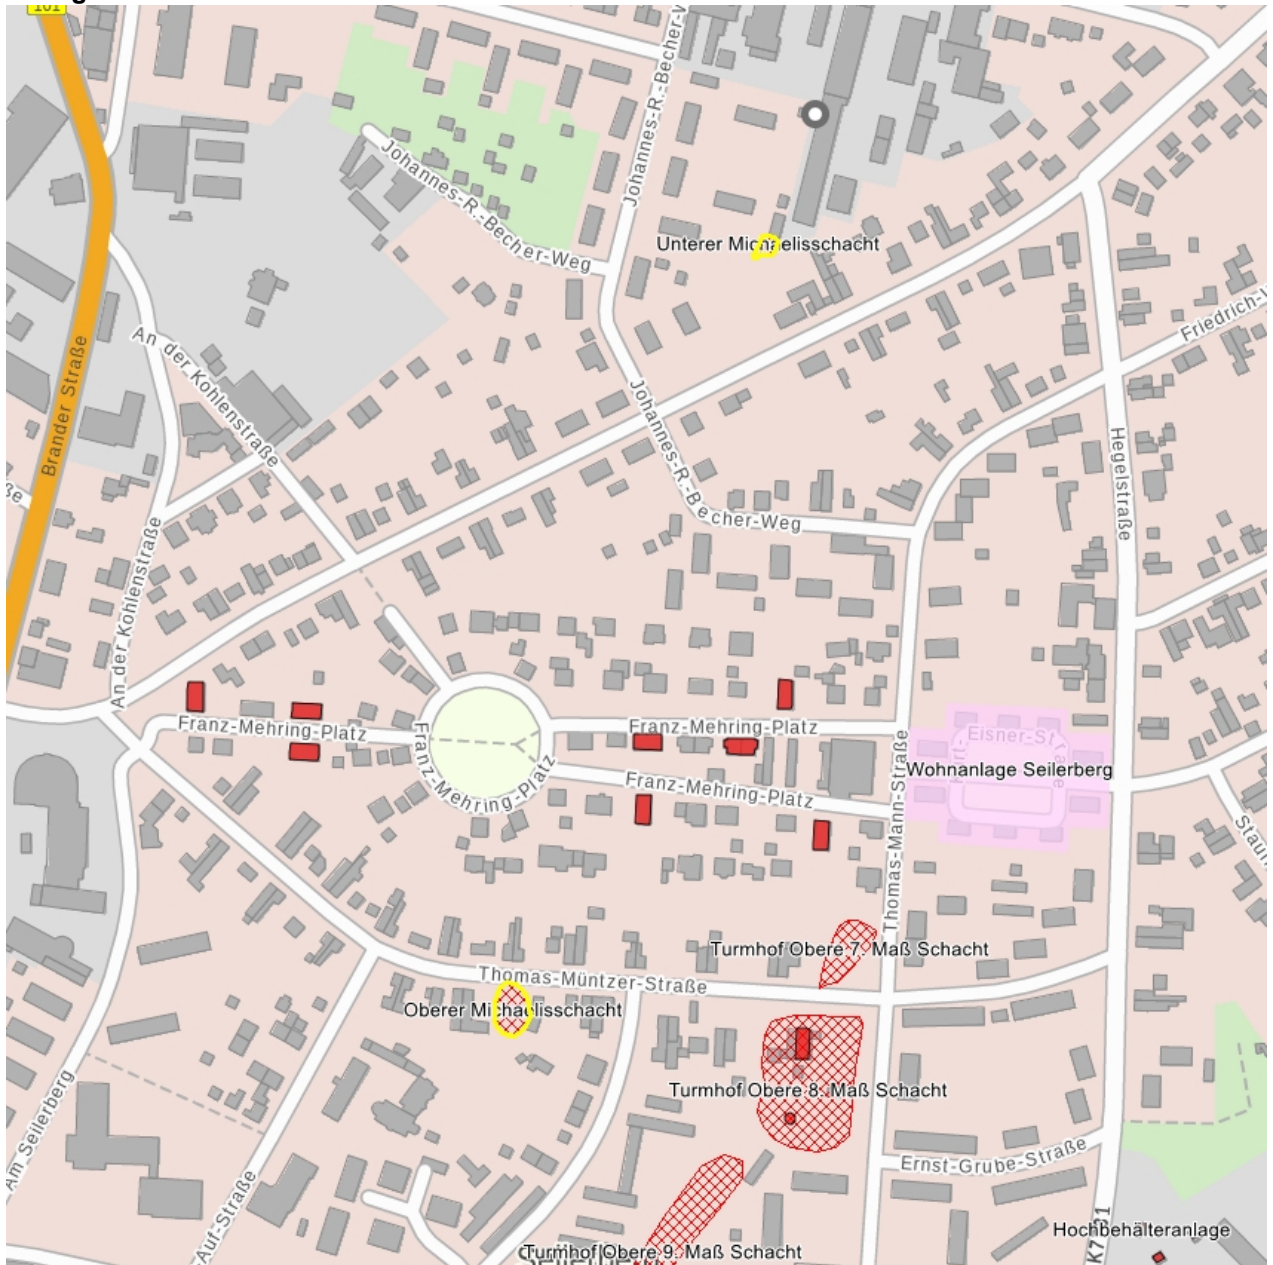 101
Johannes-R.-Becher-
Johannes-R.-Becher-Weg
Unterer Michaelisschacht
An der Kohlenstraße
Friedrich-
Brander Straße
Johannes-R.-Becher-Weg
Hegelstraße
ße
An der Kohlenstraße
Franz-Mehring-Platz
Franz-Mehring-Platz
Franz-Mehring-Platz
Franz-Mehring-Platz
Kurt-Eisner-Straße
Wohnanlage Seilerberg
Thomas-Mann-Straße
Turmhof Obere 7. Maß Schacht
Thomas-Müntzer-Straße
Oberer Michaelisschacht
Turmhof Obere 8. Maß Schacht
Am Seilerberg
Ernst-Grube-Straße
-Auf-Straße
Hochbehälteranlage
Turmhof Obere 9. Maß Schacht